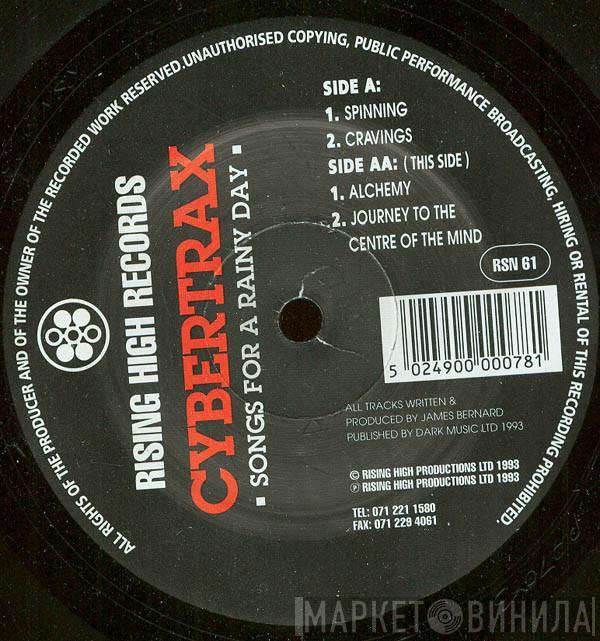 ALL RIGHTS OF THE PRODUCER AND OF THE OWNER OF THE RECORDED WORK RESERVED.UNAUTHORISED COPYING, PUBLIC PERFORMANCE BROADCASTING, HIRING OR RENTAL OF THIS RECORDING PROHIBITED.
RISING HIGH RECORDS
CYBERTRAX
▪ SONGS FOR A RAINY DAY ▪
SIDE A:
1. SPINNING
2. CRAVINGS
SIDE AA: ( THIS SIDE )
1. ALCHEMY
2. JOURNEY TO THE
CENTRE OF THE MIND
RSN 61
5 024900 000781
ALL TRACKS WRITTEN &
PRODUCED BY JAMES BERNARD
PUBLISHED BY DARK MUSIC LTD 1993
© RISING HIGH PRODUCTIONS LTD 1993
℗ RISING HIGH PRODUCTIONS LTD 1993
TEL: 071 221 1580
FAX: 071 229 4061
МАРКЕТ ВИНИЛА